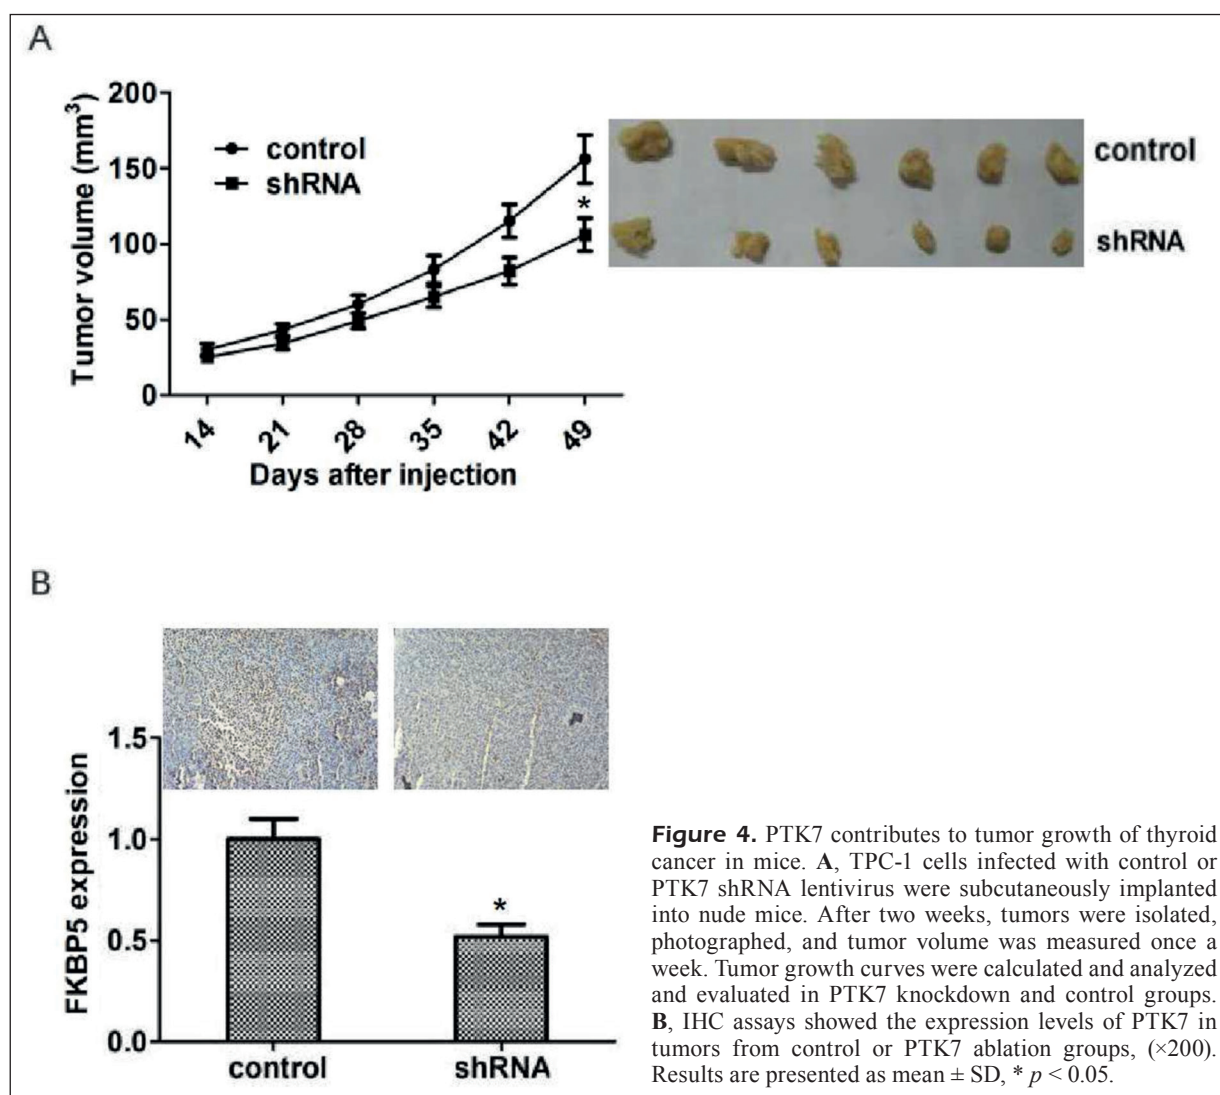 A
200
150
100
50
0
Tumor volume (mm³)
control
shRNA
*
14 21 28 35 42 49
Days after injection
control
shRNA
B
1.5
1.0
0.5
0.0
FKBP5 expression
*
control shRNA
Figure 4. PTK7 contributes to tumor growth of thyroid
cancer in mice. A, TPC-1 cells infected with control or
PTK7 shRNA lentivirus were subcutaneously implanted
into nude mice. After two weeks, tumors were isolated,
photographed, and tumor volume was measured once a
week. Tumor growth curves were calculated and analyzed
and evaluated in PTK7 knockdown and control groups.
B, IHC assays showed the expression levels of PTK7 in
tumors from control or PTK7 ablation groups, (×200).
Results are presented as mean ± SD, * p < 0.05.